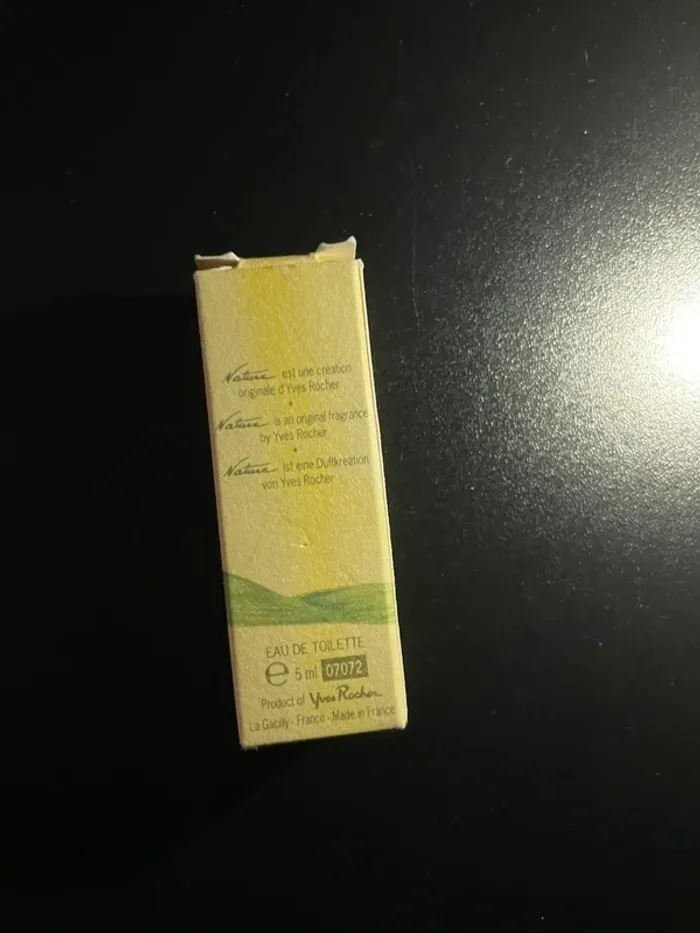 Nature est une création
originale d'Yves Rocher
Nature is an original fragrance
by Yves Rocher
Nature ist eine Duftkreation
von Yves Rocher
EAU DE TOILETTE
e 5 ml 07072
Product of Yves Rocher
La Gacilly - France - Made in France